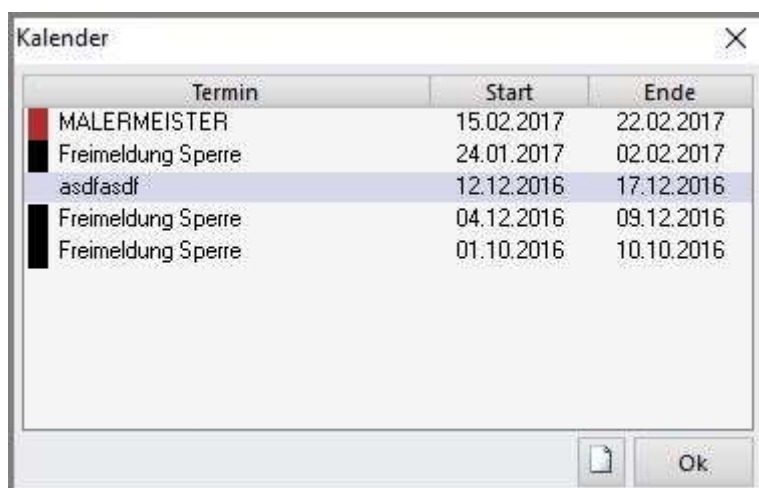 Kalender
Termin Start Ende
MALERMEISTER 15.02.2017 22.02.2017
Freimeldung Sperre 24.01.2017 02.02.2017
asdfasdf 12.12.2016 17.12.2016
Freimeldung Sperre 04.12.2016 09.12.2016
Freimeldung Sperre 01.10.2016 10.10.2016
Ok